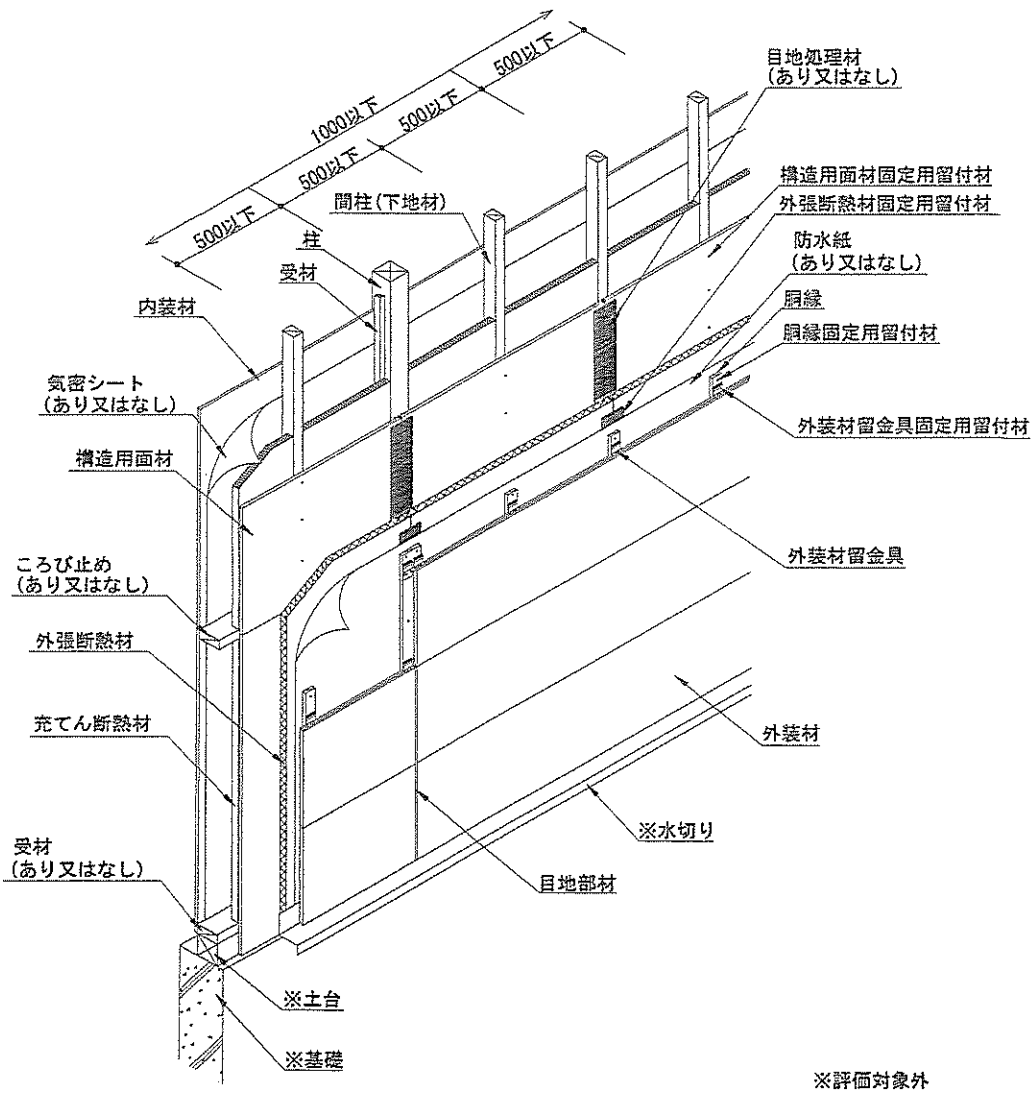 500以下
1000以下
500以下
500以下
500以下
目地処理材
(あり又はなし)
構造用面材固定用留付材
外張断熱材固定用留付材
防水紙
(あり又はなし)
胴縁
胴縁固定用留付材
外装材留金具固定用留付材
外装材留金具
間柱(下地材)
柱
受材
内装材
気密シート
(あり又はなし)
構造用面材
ころび止め
(あり又はなし)
外張断熱材
充てん断熱材
受材
(あり又はなし)
外装材
※水切り
目地部材
※土台
※基礎
※評価対象外